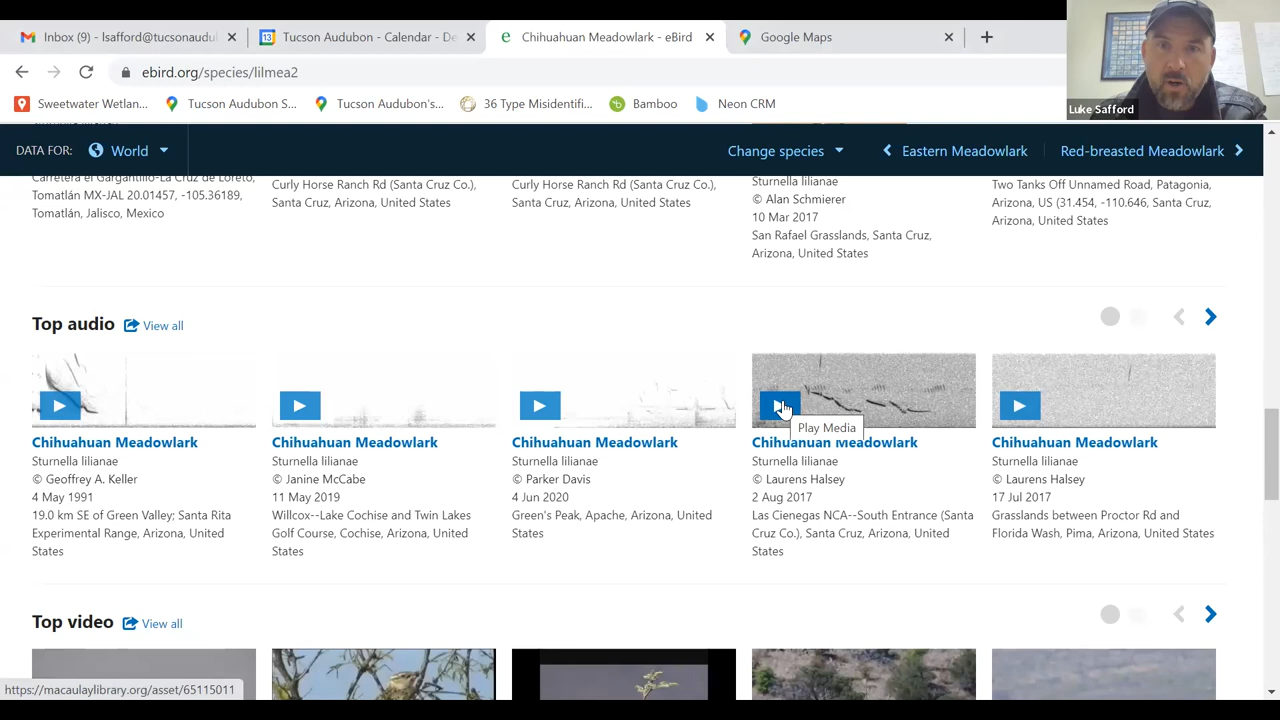 Inbox (9) - lsafford@tucsonaudu
Tucson Audubon - Calendar - De
Chihuahuan Meadowlark - eBird
Google Maps
ebird.org/species/lilmea2
Sweetwater Wetlan...
Tucson Audubon S...
Tucson Audubon's...
36 Type Misidentifi...
Bamboo
Neon CRM
Luke Safford
DATA FOR:
World
Change species
Eastern Meadowlark
Red-breasted Meadowlark
Carretera el Gargantillo-La Cruz de Loreto,
Tomatlán MX-JAL 20.01457, -105.36189,
Tomatlán, Jalisco, Mexico
Curly Horse Ranch Rd (Santa Cruz Co.),
Santa Cruz, Arizona, United States
Curly Horse Ranch Rd (Santa Cruz Co.),
Santa Cruz, Arizona, United States
Sturnella lilianae
© Alan Schmierer
10 Mar 2017
San Rafael Grasslands, Santa Cruz,
Arizona, United States
Two Tanks Off Unnamed Road, Patagonia,
Arizona, US (31.454, -110.646, Santa Cruz,
Arizona, United States
Top audio
View all
Chihuahuan Meadowlark
Sturnella lilianae
© Geoffrey A. Keller
4 May 1991
19.0 km SE of Green Valley; Santa Rita
Experimental Range, Arizona, United
States
Chihuahuan Meadowlark
Sturnella lilianae
© Janine McCabe
11 May 2019
Willcox--Lake Cochise and Twin Lakes
Golf Course, Cochise, Arizona, United
States
Chihuahuan Meadowlark
Sturnella lilianae
© Parker Davis
4 Jun 2020
Green's Peak, Apache, Arizona, United
States
Play Media
Chihuahuan Meadowlark
Sturnella lilianae
© Laurens Halsey
2 Aug 2017
Las Cienegas NCA--South Entrance (Santa
Cruz Co.), Santa Cruz, Arizona, United
States
Chihuahuan Meadowlark
Sturnella lilianae
© Laurens Halsey
17 Jul 2017
Grasslands between Proctor Rd and
Florida Wash, Pima, Arizona, United States
Top video
View all
https://macaulaylibrary.org/asset/65115011